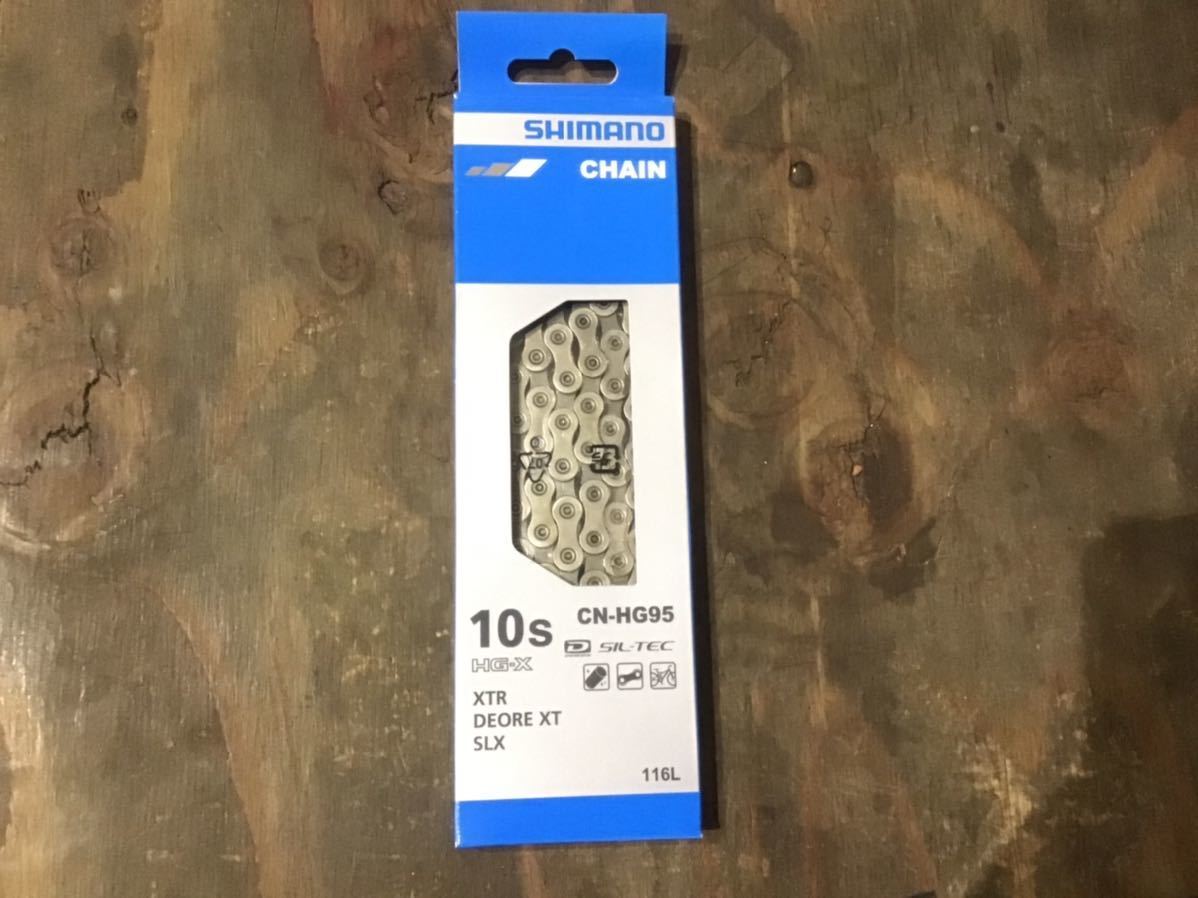 SHIMANO
CHAIN
10s
CN-HG95
HG-X
SIL-TEC
XTR
DEORE XT
SLX
116L